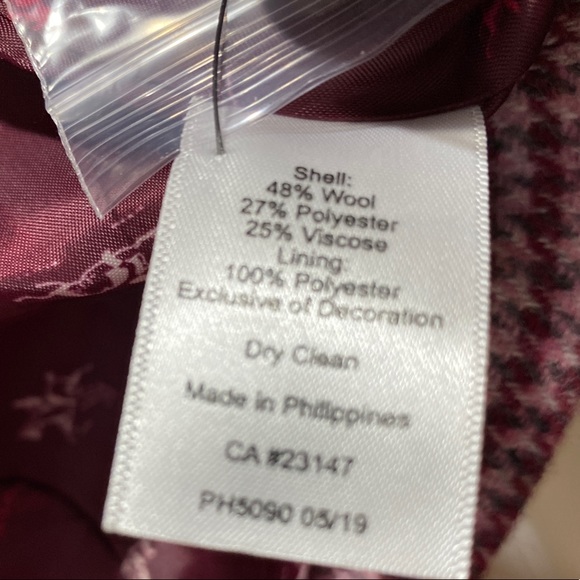 Shell:
48% Wool
27% Polyester
25% Viscose
Lining:
100% Polyester
Exclusive of Decoration
Dry Clean
Made in Philippines
CA #23147
PH5090 05/19